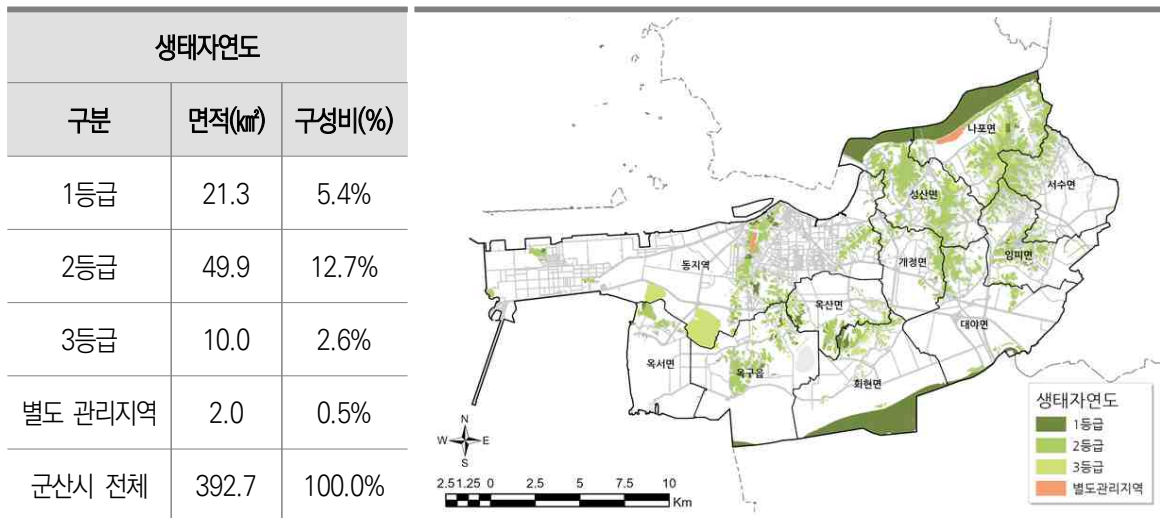 생태자연도
구분 면적(㎢) 구성비(%)
1등급 21.3 5.4%
2등급 49.9 12.7%
3등급 10.0 2.6%
별도 관리지역 2.0 0.5%
군산시 전체 392.7 100.0%
나포면
서수면
성산면
임피면
개정면
동지역
옥산면
대야면
옥서면
옥구읍
회현면
N
W E
S
2.5 1.25 0 2.5 5 7.5 10
Km
생태자연도
1등급
2등급
3등급
별도관리지역